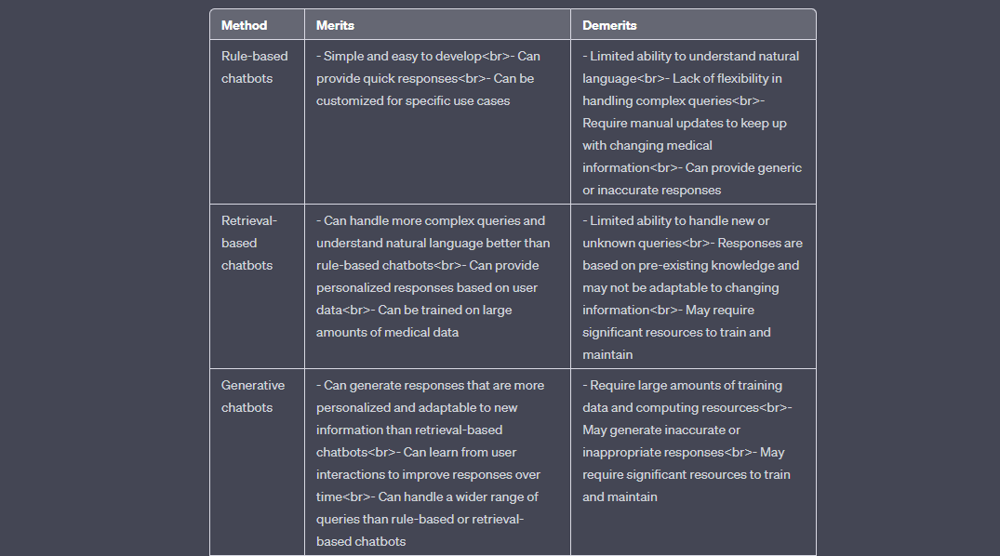 Method Merits Demerits
Rule-based
chatbots
- Simple and easy to develop<br>- Can
provide quick responses<br>- Can be
customized for specific use cases
- Limited ability to understand natural
language<br>- Lack of flexibility in
handling complex queries<br>-
Require manual updates to keep up
with changing medical
information<br>- Can provide generic
or inaccurate responses
Retrieval-
based
chatbots
- Can handle more complex queries and
understand natural language better than
rule-based chatbots<br>- Can provide
personalized responses based on user
data<br>- Can be trained on large
amounts of medical data
- Limited ability to handle new or
unknown queries<br>- Responses are
based on pre-existing knowledge and
may not be adaptable to changing
information<br>- May require
significant resources to train and
maintain
Generative
chatbots
- Can generate responses that are more
personalized and adaptable to new
information than retrieval-based
chatbots<br>- Can learn from user
interactions to improve responses over
time<br>- Can handle a wider range of
queries than rule-based or retrieval-
based chatbots
- Require large amounts of training
data and computing resources<br>-
May generate inaccurate or
inappropriate responses<br>- May
require significant resources to train
and maintain